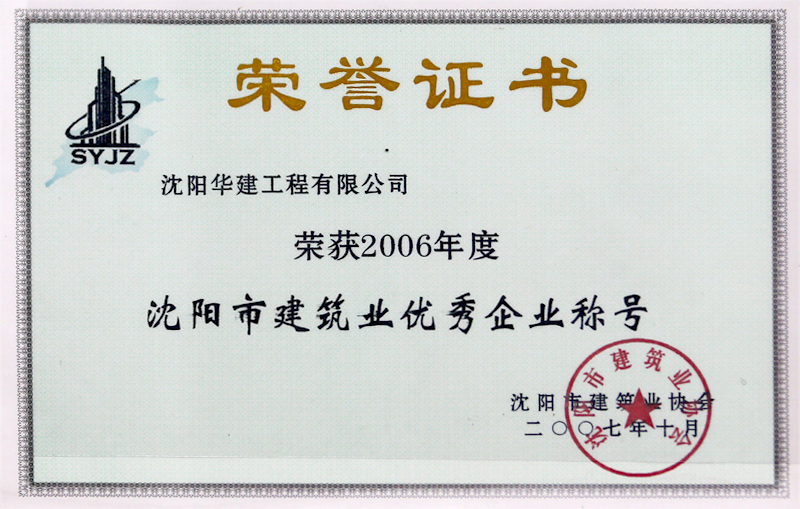 荣誉证书
SYJZ
沈阳华建工程有限公司
荣获2006年度
沈阳市建筑业优秀企业称号
沈阳市建筑业协会
二〇〇七年十月
沈阳市建筑业协会